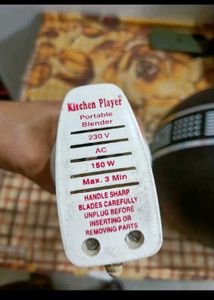 Kitchen Player
Portable
Blender
230 V
AC
150 W
Max. 3 Min
HANDLE SHARP
BLADES CAREFULLY
UNPLUG BEFORE
INSERTING OR
REMOVING PARTS